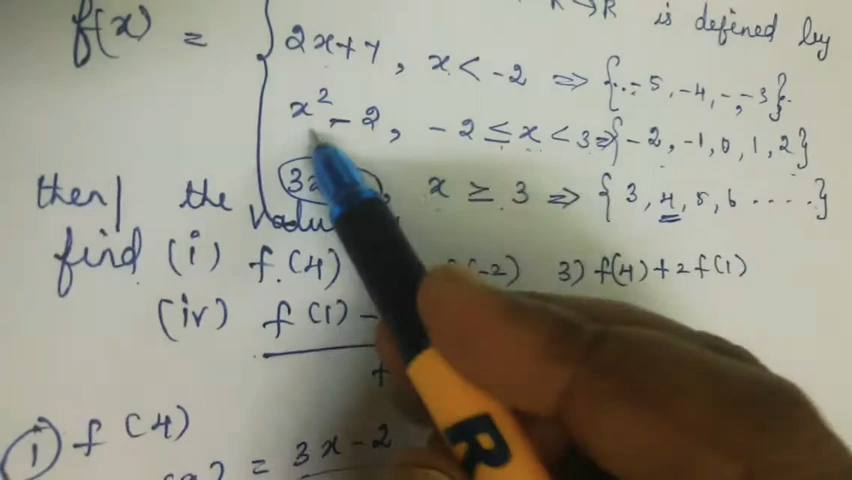 R→R is defined by
f(x) = { 2x+7, x < -2 ⇒ {..-5, -4, -, -3}.
x² - 2, -2 ≤ x < 3 ⇒ {-2, -1, 0, 1, 2}
x ≥ 3 ⇒ {3, 4, 5, 6 .....}
then the
find (i) f(4) f(-2) 3) f(4)+2f(1)
(iv) f(1) -
+
① f(4)
= 3x-2
R